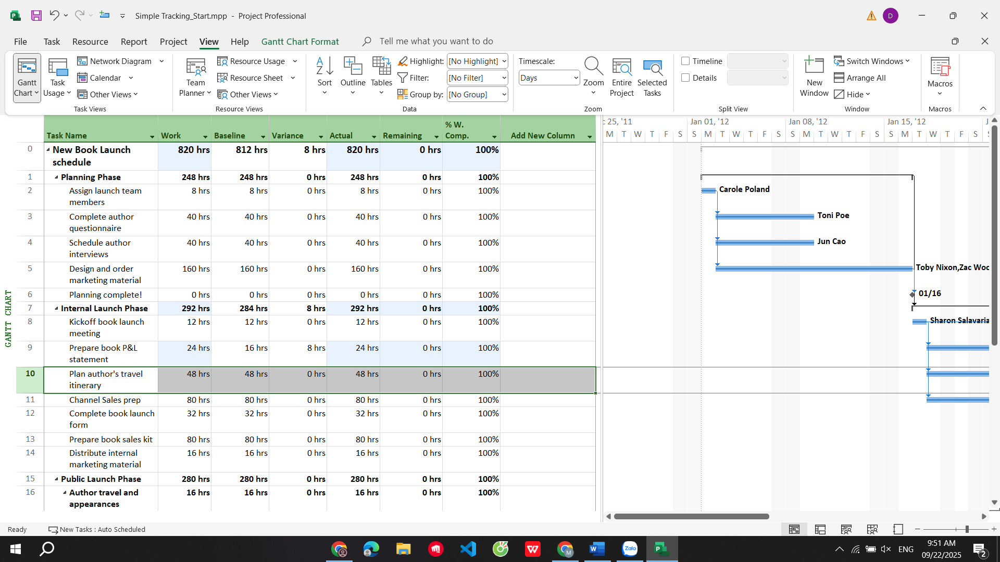 Simple Tracking_Start.mpp - Project Professional
D
File Task Resource Report Project View Help Gantt Chart Format Tell me what you want to do
Gantt Chart
Task Usage
Network Diagram
Calendar
Other Views
Task Views
Team Planner
Resource Usage
Resource Sheet
Other Views
Resource Views
Sort
Outline
Tables
Highlight: [No Highlight]
Filter: [No Filter]
Group by: [No Group]
Data
Timescale:
Days
Zoom
Entire Project
Selected Tasks
Zoom
Timeline
Details
Split View
New Window
Switch Windows
Arrange All
Hide
Window
Macros
Macros
Task Name Work Baseline Variance Actual Remaining % W. Comp. Add New Column
0 New Book Launch schedule 820 hrs 812 hrs 8 hrs 820 hrs 0 hrs 100%
1 Planning Phase 248 hrs 248 hrs 0 hrs 248 hrs 0 hrs 100%
2 Assign launch team members 8 hrs 8 hrs 0 hrs 8 hrs 0 hrs 100%
3 Complete author questionnaire 40 hrs 40 hrs 0 hrs 40 hrs 0 hrs 100%
4 Schedule author interviews 40 hrs 40 hrs 0 hrs 40 hrs 0 hrs 100%
5 Design and order marketing material 160 hrs 160 hrs 0 hrs 160 hrs 0 hrs 100%
6 Planning complete! 0 hrs 0 hrs 0 hrs 0 hrs 0 hrs 100%
7 Internal Launch Phase 292 hrs 284 hrs 8 hrs 292 hrs 0 hrs 100%
8 Kickoff book launch meeting 12 hrs 12 hrs 0 hrs 12 hrs 0 hrs 100%
9 Prepare book P&L statement 24 hrs 16 hrs 8 hrs 24 hrs 0 hrs 100%
10 Plan author's travel itinerary 48 hrs 48 hrs 0 hrs 48 hrs 0 hrs 100%
11 Channel Sales prep 80 hrs 80 hrs 0 hrs 80 hrs 0 hrs 100%
12 Complete book launch form 32 hrs 32 hrs 0 hrs 32 hrs 0 hrs 100%
13 Prepare book sales kit 80 hrs 80 hrs 0 hrs 80 hrs 0 hrs 100%
14 Distribute internal marketing material 16 hrs 16 hrs 0 hrs 16 hrs 0 hrs 100%
15 Public Launch Phase 280 hrs 280 hrs 0 hrs 280 hrs 0 hrs 100%
16 Author travel and appearances 16 hrs 16 hrs 0 hrs 16 hrs 0 hrs 100%
GANTT CHART
25, '11 Jan 01, '12 Jan 08, '12 Jan 15, '12 J
M T W T F S S M T W T F S S M T W T F S S M T W T F S
Carole Poland
Toni Poe
Jun Cao
Toby Nixon,Zac Woo
01/16
Sharon Salavaria
Ready New Tasks : Auto Scheduled
Zalo
ENG
9:51 AM
09/22/2025
2